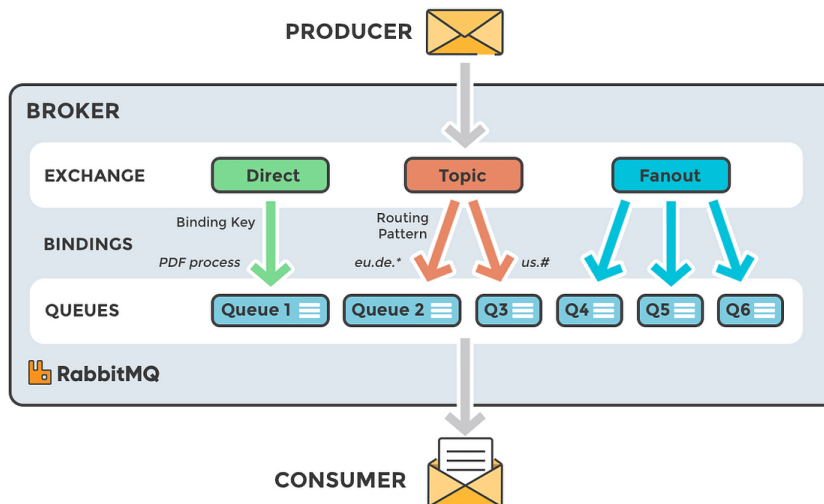 PRODUCER
BROKER
EXCHANGE
Direct
Topic
Fanout
BINDINGS
Binding Key
PDF process
Routing
Pattern
eu.de.*
us.#
QUEUES
Queue 1
Queue 2
Q3
Q4
Q5
Q6
RabbitMQ
CONSUMER